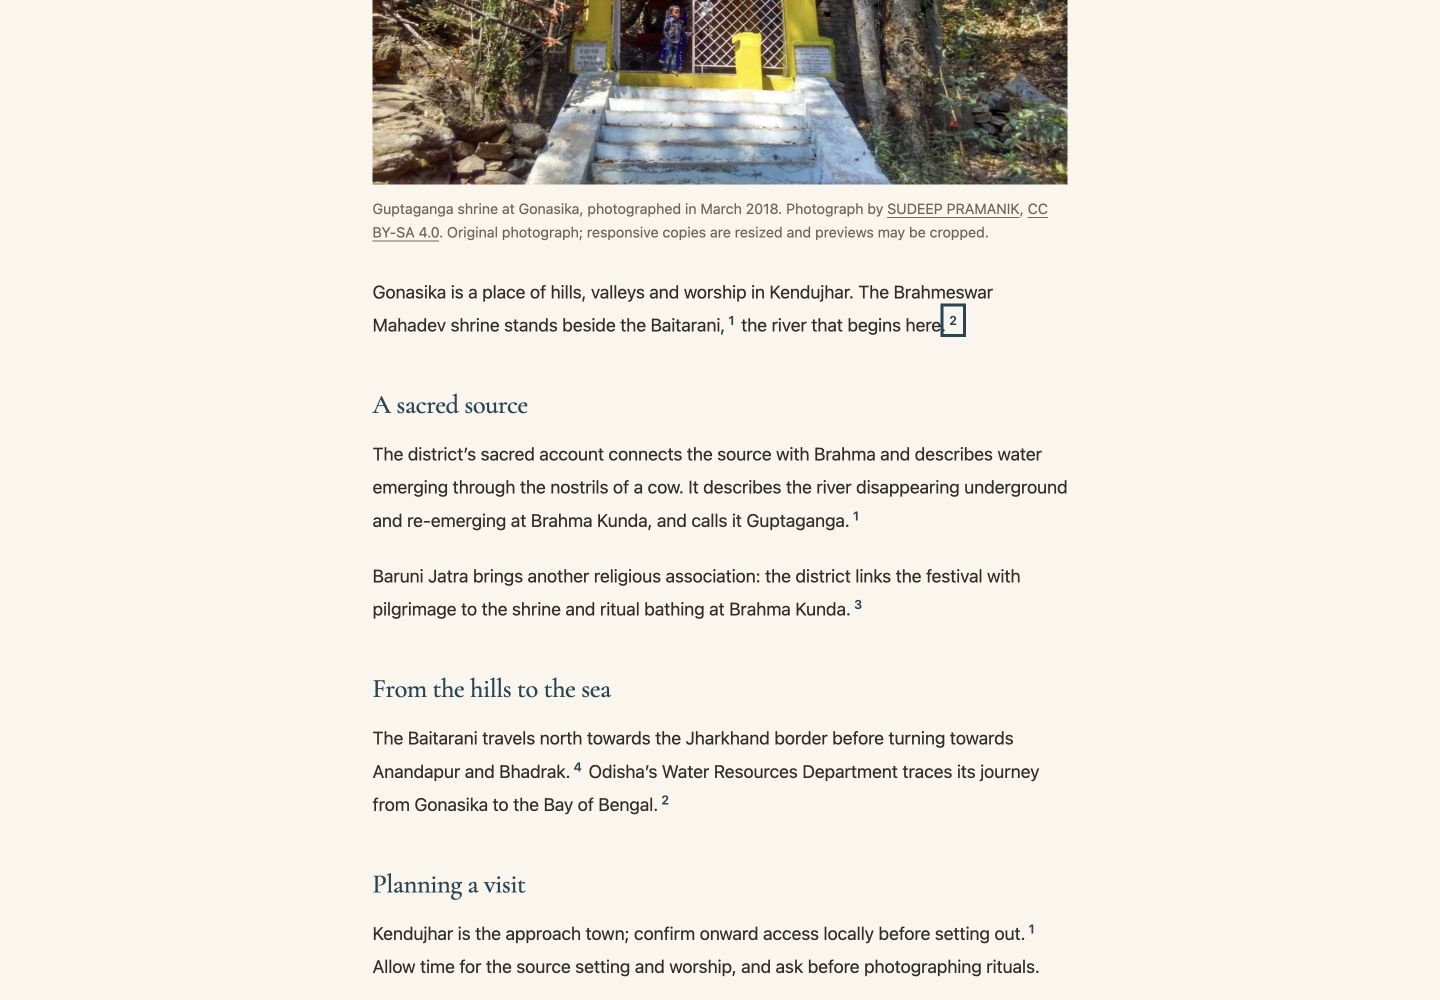 Guptaganga shrine at Gonasika, photographed in March 2018. Photograph by SUDEEP PRAMANIK, CC
BY-SA 4.0. Original photograph; responsive copies are resized and previews may be cropped.
Gonasika is a place of hills, valleys and worship in Kendujhar. The Brahmeswar
Mahadev shrine stands beside the Baitarani, 1 the river that begins here. 2
A sacred source
The district’s sacred account connects the source with Brahma and describes water
emerging through the nostrils of a cow. It describes the river disappearing underground
and re-emerging at Brahma Kunda, and calls it Guptaganga. 1
Baruni Jatra brings another religious association: the district links the festival with
pilgrimage to the shrine and ritual bathing at Brahma Kunda. 3
From the hills to the sea
The Baitarani travels north towards the Jharkhand border before turning towards
Anandapur and Bhadrak. 4 Odisha’s Water Resources Department traces its journey
from Gonasika to the Bay of Bengal. 2
Planning a visit
Kendujhar is the approach town; confirm onward access locally before setting out. 1
Allow time for the source setting and worship, and ask before photographing rituals.